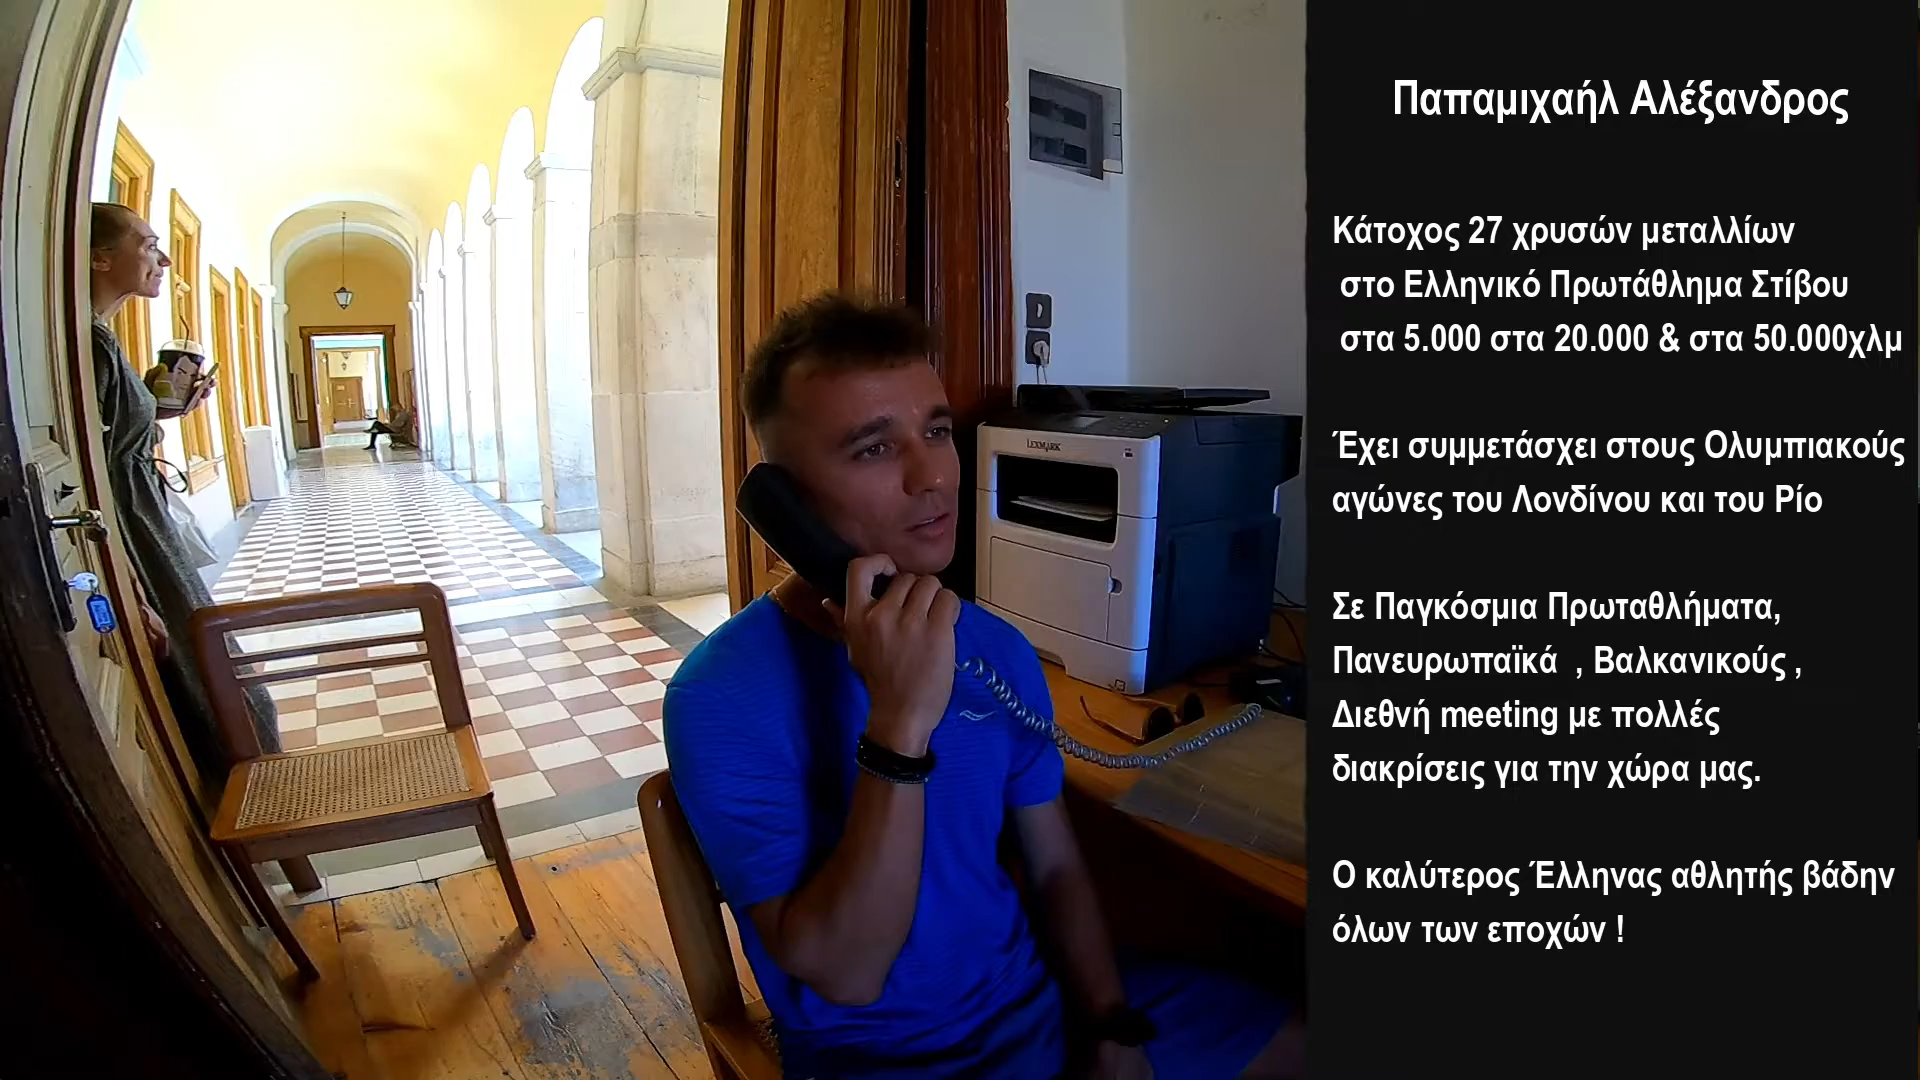 Παπαμιχαήλ Αλέξανδρος
Κάτοχος 27 χρυσών μεταλλίων
στο Ελληνικό Πρωτάθλημα Στίβου
στα 5.000 στα 20.000 & στα 50.000χλμ
Έχει συμμετάσχει στους Ολυμπιακούς
αγώνες του Λονδίνου και του Ρίο
Σε Παγκόσμια Πρωταθλήματα,
Πανευρωπαϊκά , Βαλκανικούς ,
Διεθνή meeting με πολλές
διακρίσεις για την χώρα μας.
Ο καλύτερος Έλληνας αθλητής βάδην
όλων των εποχών !
LEXMARK